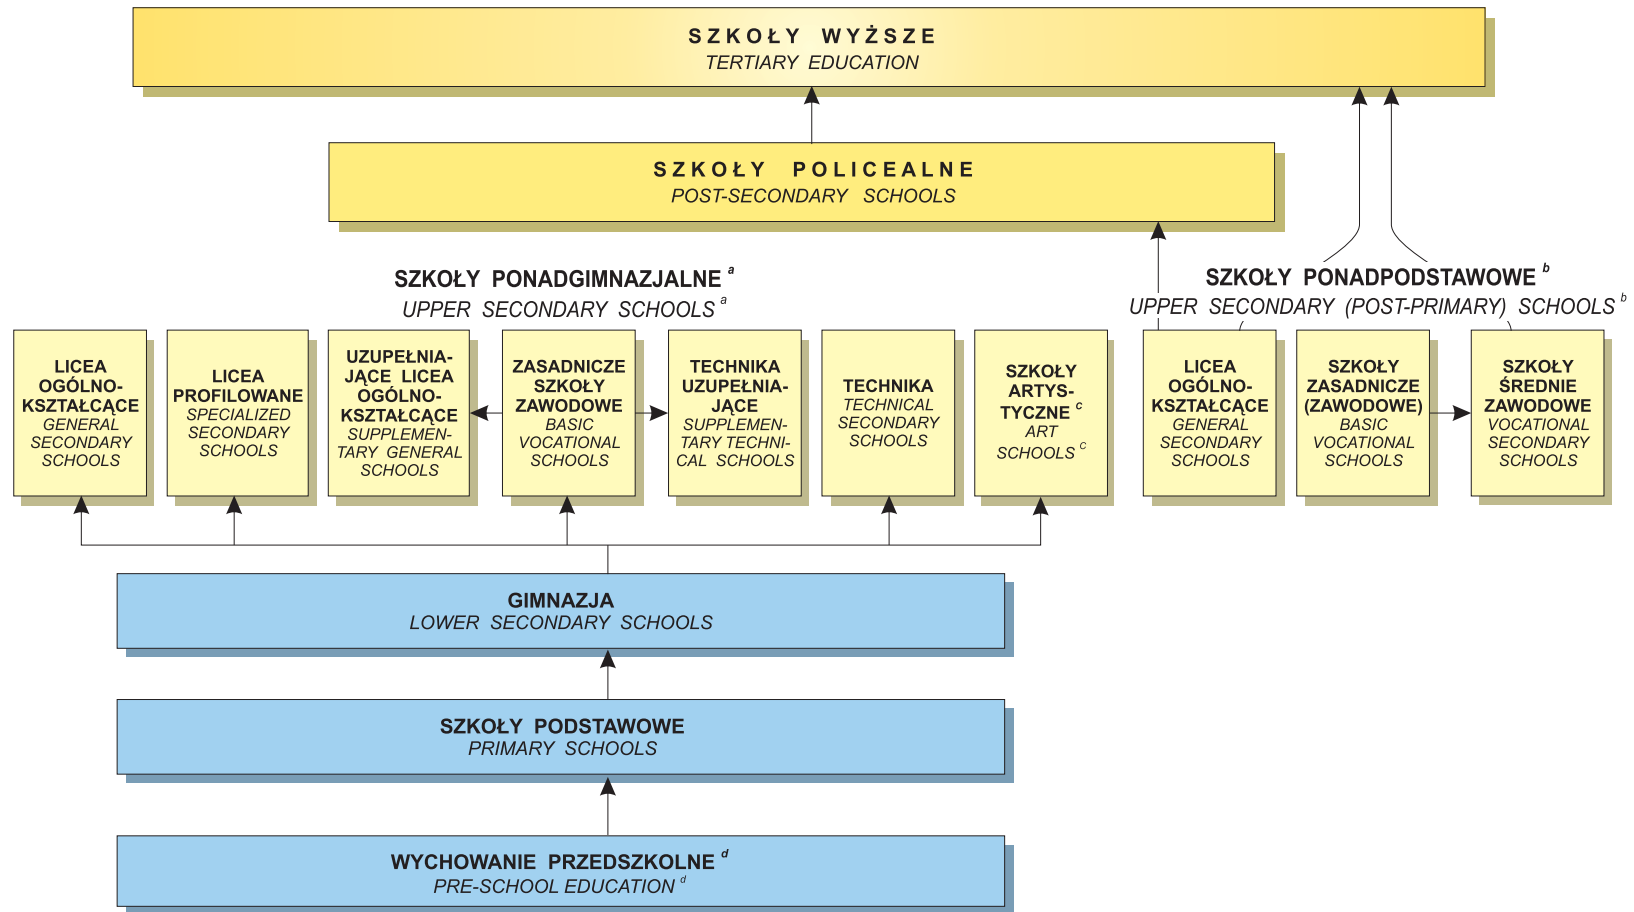 SZKOŁY WYŻSZE
TERTIARY EDUCATION
SZKOŁY POLICEALNE
POST-SECONDARY SCHOOLS
SZKOŁY PONADGIMNAZJALNE a
UPPER SECONDARY SCHOOLS a
SZKOŁY PONADPODSTAWOWE b
UPPER SECONDARY (POST-PRIMARY) SCHOOLS b
LICEA
OGÓLNO-
KSZTAŁCĄCE
GENERAL
SECONDARY
SCHOOLS
LICEA
PROFILOWANE
SPECIALIZED
SECONDARY
SCHOOLS
UZUPEŁNIA-
JĄCE LICEA
OGÓLNO-
KSZTAŁCĄCE
SUPPLEMEN-
TARY GENERAL
SCHOOLS
ZASADNICZE
SZKOŁY
ZAWODOWE
BASIC
VOCATIONAL
SCHOOLS
TECHNIKA
UZUPEŁNIA-
JĄCE
SUPPLEMEN-
TARY TECHNI-
CAL SCHOOLS
TECHNIKA
TECHNICAL
SECONDARY
SCHOOLS
SZKOŁY
ARTYS-
TYCZNE c
ART
SCHOOLS c
LICEA
OGÓLNO-
KSZTAŁCĄCE
GENERAL
SECONDARY
SCHOOLS
SZKOŁY
ZASADNICZE
(ZAWODOWE)
BASIC
VOCATIONAL
SCHOOLS
SZKOŁY
ŚREDNIE
ZAWODOWE
VOCATIONAL
SECONDARY
SCHOOLS
GIMNAZJA
LOWER SECONDARY SCHOOLS
SZKOŁY PODSTAWOWE
PRIMARY SCHOOLS
WYCHOWANIE PRZEDSZKOLNE d
PRE-SCHOOL EDUCATION d